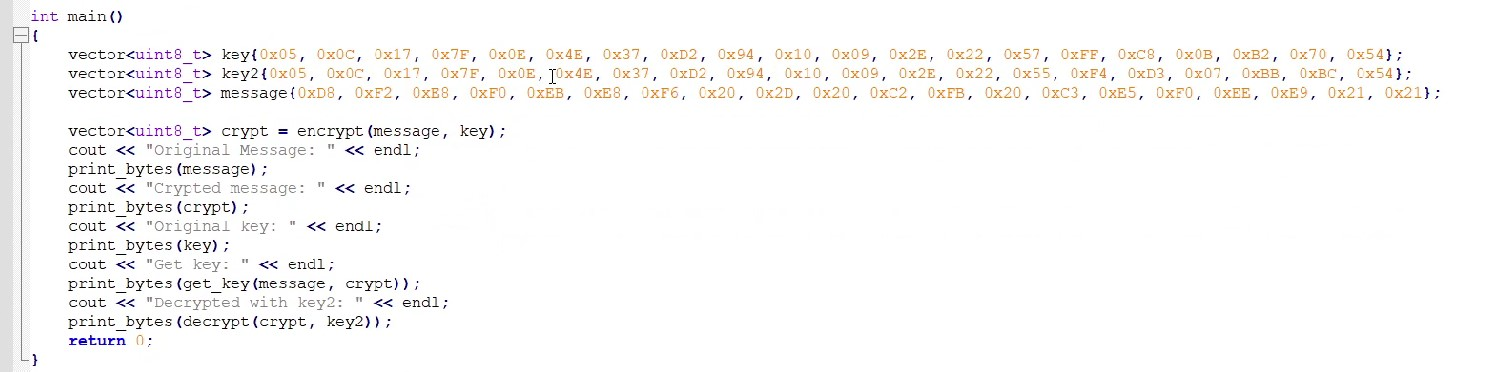 int main()
{
vector<uint8_t> key{0x05, 0x0C, 0x17, 0x7F, 0x0E, 0x4E, 0x37, 0xD2, 0x94, 0x10, 0x09, 0x2E, 0x22, 0x57, 0xFF, 0xC8, 0x0B, 0xB2, 0x70, 0x54};
vector<uint8_t> key2{0x05, 0x0C, 0x17, 0x7F, 0x0E, 0x4E, 0x37, 0xD2, 0x94, 0x10, 0x09, 0x2E, 0x22, 0x55, 0xF4, 0xD3, 0x07, 0xBB, 0xBC, 0x54};
vector<uint8_t> message{0xD8, 0xF2, 0xE8, 0xF0, 0xEB, 0xE8, 0xF6, 0x20, 0x2D, 0x20, 0xC2, 0xFB, 0x20, 0xC3, 0xE5, 0xF0, 0xEE, 0xE9, 0x21, 0x21};
vector<uint8_t> crypt = encrypt(message, key);
cout << "Original Message: " << endl;
print_bytes(message);
cout << "Crypted message: " << endl;
print_bytes(crypt);
cout << "Original key: " << endl;
print_bytes(key);
cout << "Get key: " << endl;
print_bytes(get_key(message, crypt));
cout << "Decrypted with key2: " << endl;
print_bytes(decrypt(crypt, key2));
return 0;
}